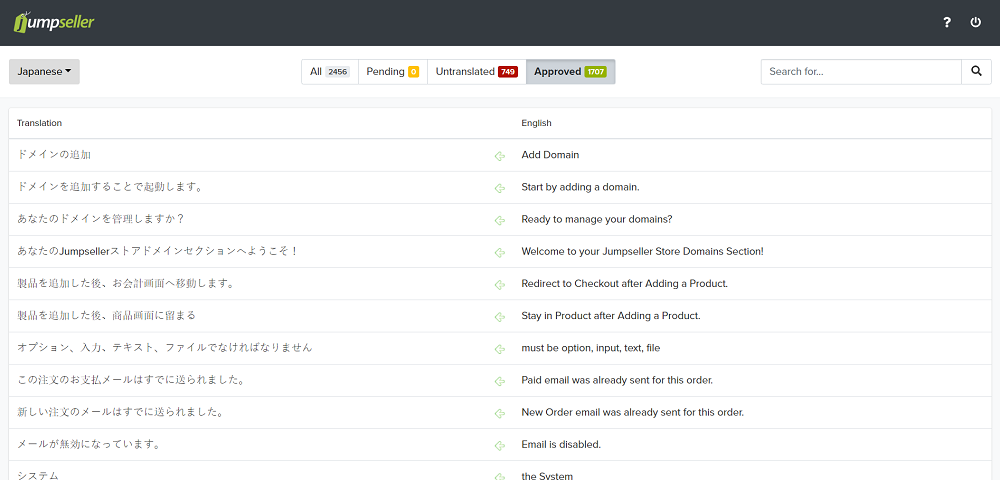 Jumpseller
?
Japanese
All 2456 Pending 0 Untranslated 749 Approved 1707
Search for...
Translation English
ドメインの追加 Add Domain
ドメインを追加することで起動します。 Start by adding a domain.
あなたのドメインを管理しますか？ Ready to manage your domains?
あなたのJumpsellerストアドメインセクションへようこそ！ Welcome to your Jumpseller Store Domains Section!
製品を追加した後、お会計画面へ移動します。 Redirect to Checkout after Adding a Product.
製品を追加した後、商品画面に留まる Stay in Product after Adding a Product.
オプション、入力、テキスト、ファイルでなければなりません must be option, input, text, file
この注文のお支払メールはすでに送られました。 Paid email was already sent for this order.
新しい注文のメールはすでに送られました。 New Order email was already sent for this order.
メールが無効になっています。 Email is disabled.
システム the System